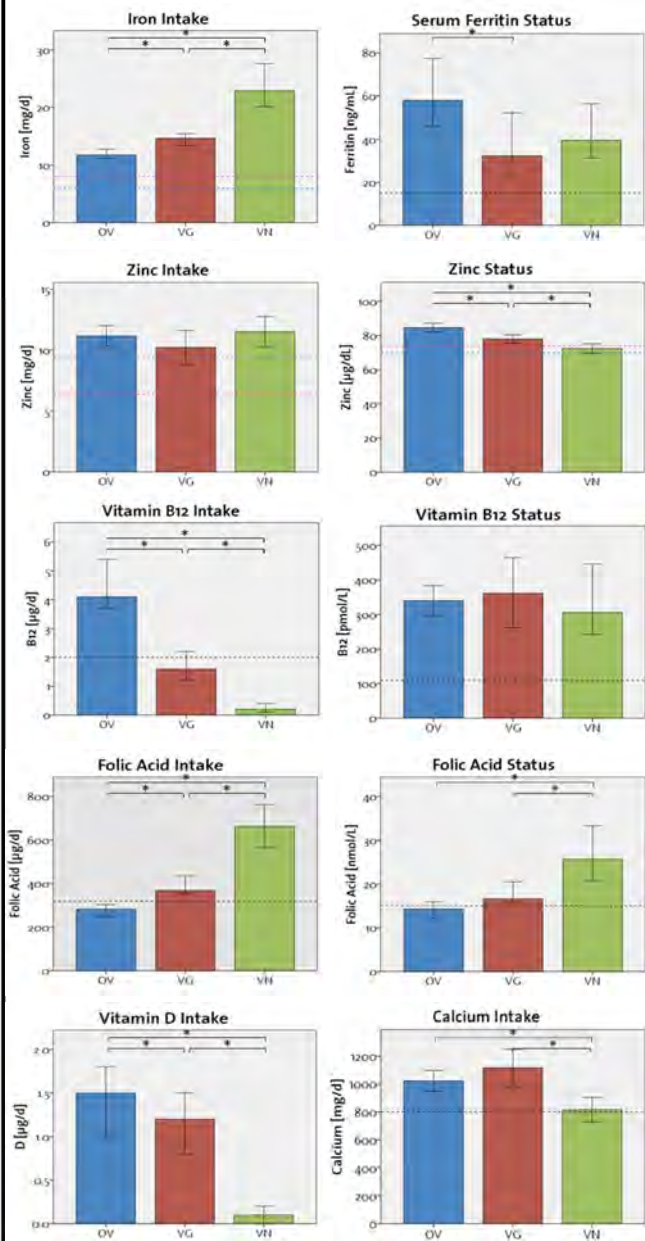 Iron Intake
Iron [mg/d]
30
20
10
0
* * *
OV VG VN
Serum Ferritin Status
Ferritin [ng/mL]
80
60
40
20
0
*
OV VG VN
Zinc Intake
Zinc [mg/d]
15
10
5
0
OV VG VN
Zinc Status
Zinc [µg/dL]
100
80
60
40
20
0
* * *
OV VG VN
Vitamin B12 Intake
B12 [µg/d]
6
5
4
3
2
1
0
* * *
OV VG VN
Vitamin B12 Status
B12 [pmol/L]
500
400
300
200
100
0
OV VG VN
Folic Acid Intake
Folic Acid [µg/d]
800
600
400
200
0
* * *
OV VG VN
Folic Acid Status
Folic Acid [nmol/L]
40
30
20
10
0
* *
OV VG VN
Vitamin D Intake
D [µg/d]
2.0
1.5
1.0
0.5
0.0
* * *
OV VG VN
Calcium Intake
Calcium [mg/d]
1200
1000
800
600
400
200
0
* *
OV VG VN